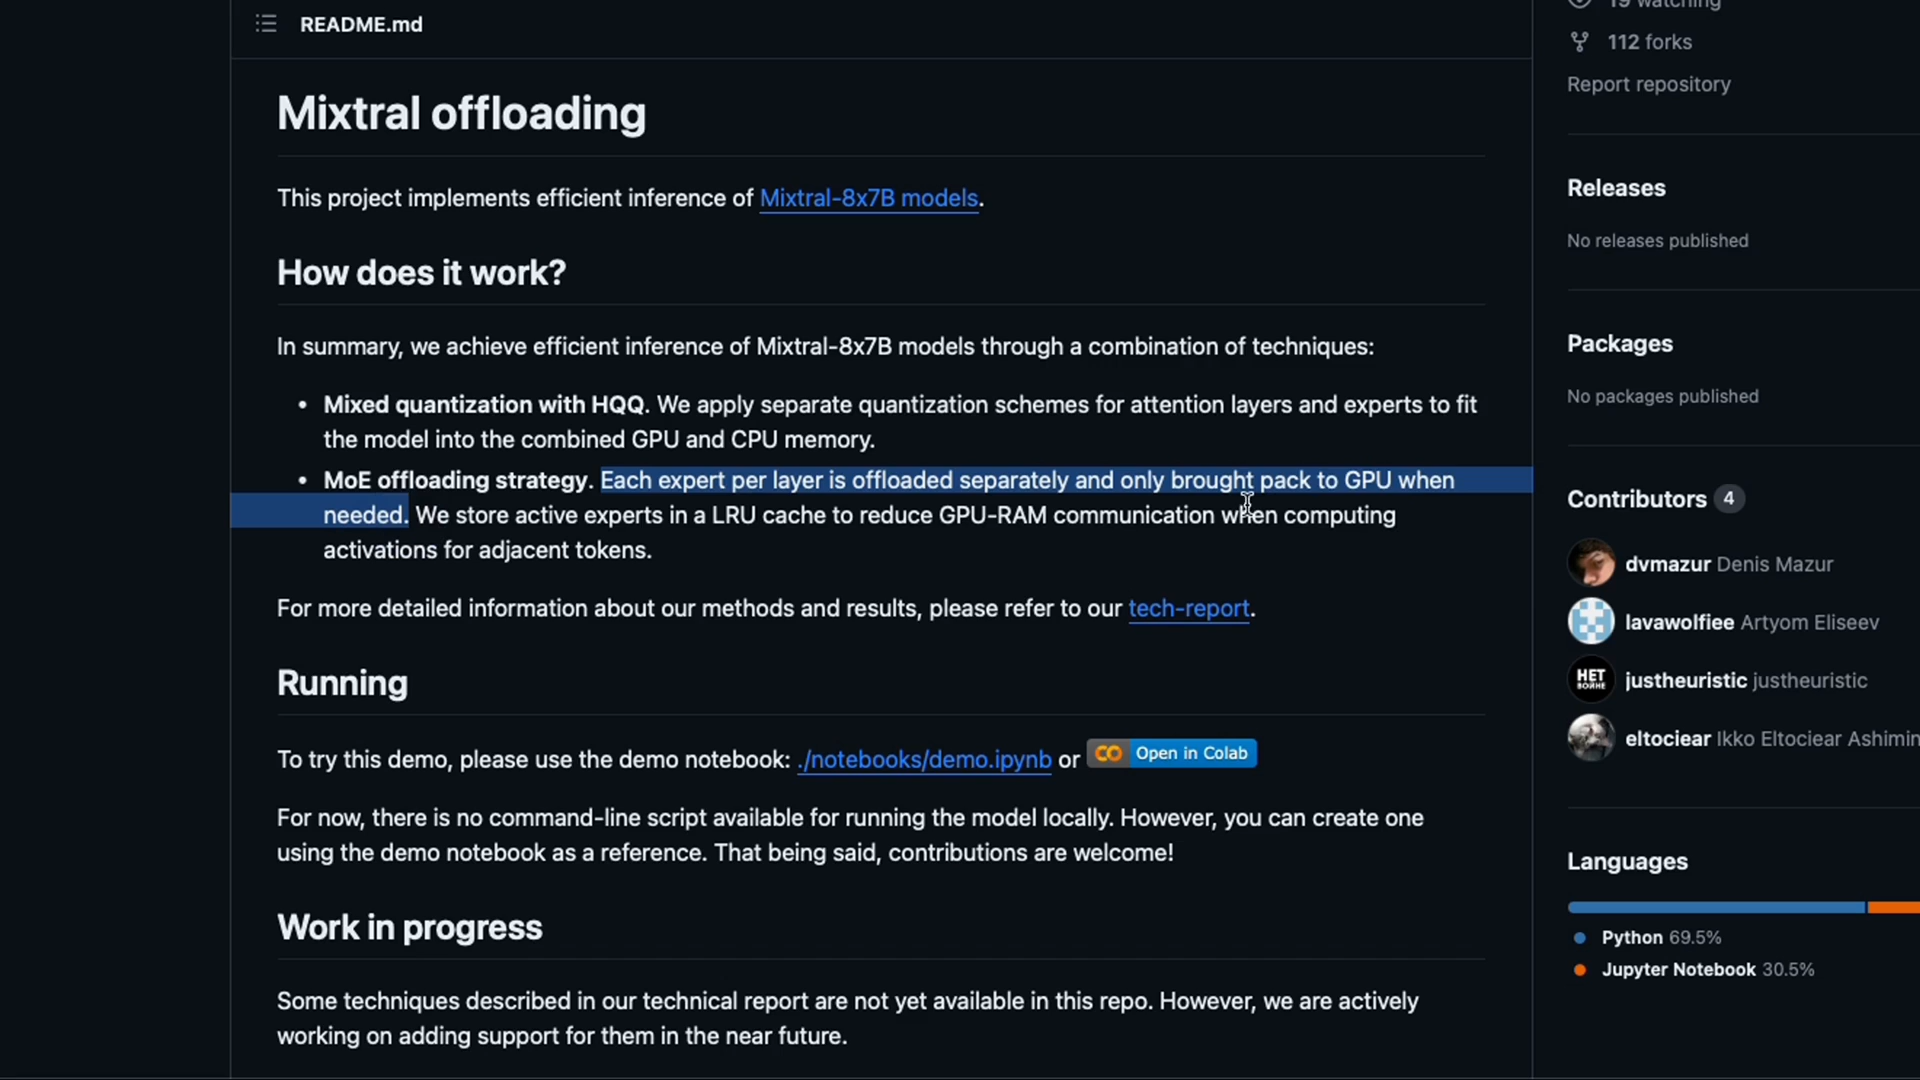 19 watching
README.md
112 forks
Report repository
Mixtral offloading
This project implements efficient inference of Mixtral-8x7B models.
Releases
No releases published
How does it work?
In summary, we achieve efficient inference of Mixtral-8x7B models through a combination of techniques:
Packages
No packages published
• Mixed quantization with HQQ. We apply separate quantization schemes for attention layers and experts to fit
the model into the combined GPU and CPU memory.
• MoE offloading strategy. Each expert per layer is offloaded separately and only brought pack to GPU when
needed. We store active experts in a LRU cache to reduce GPU-RAM communication when computing
activations for adjacent tokens.
For more detailed information about our methods and results, please refer to our tech-report.
Contributors 4
dvmazur Denis Mazur
lavawolfiee Artyom Eliseev
НЕТ
ВОЙНЕ
justheuristic justheuristic
eltociear Ikko Eltociear Ashimin
Running
To try this demo, please use the demo notebook: ./notebooks/demo.ipynb or Open in Colab
For now, there is no command-line script available for running the model locally. However, you can create one
using the demo notebook as a reference. That being said, contributions are welcome!
Languages
Python 69.5%
Jupyter Notebook 30.5%
Work in progress
Some techniques described in our technical report are not yet available in this repo. However, we are actively
working on adding support for them in the near future.